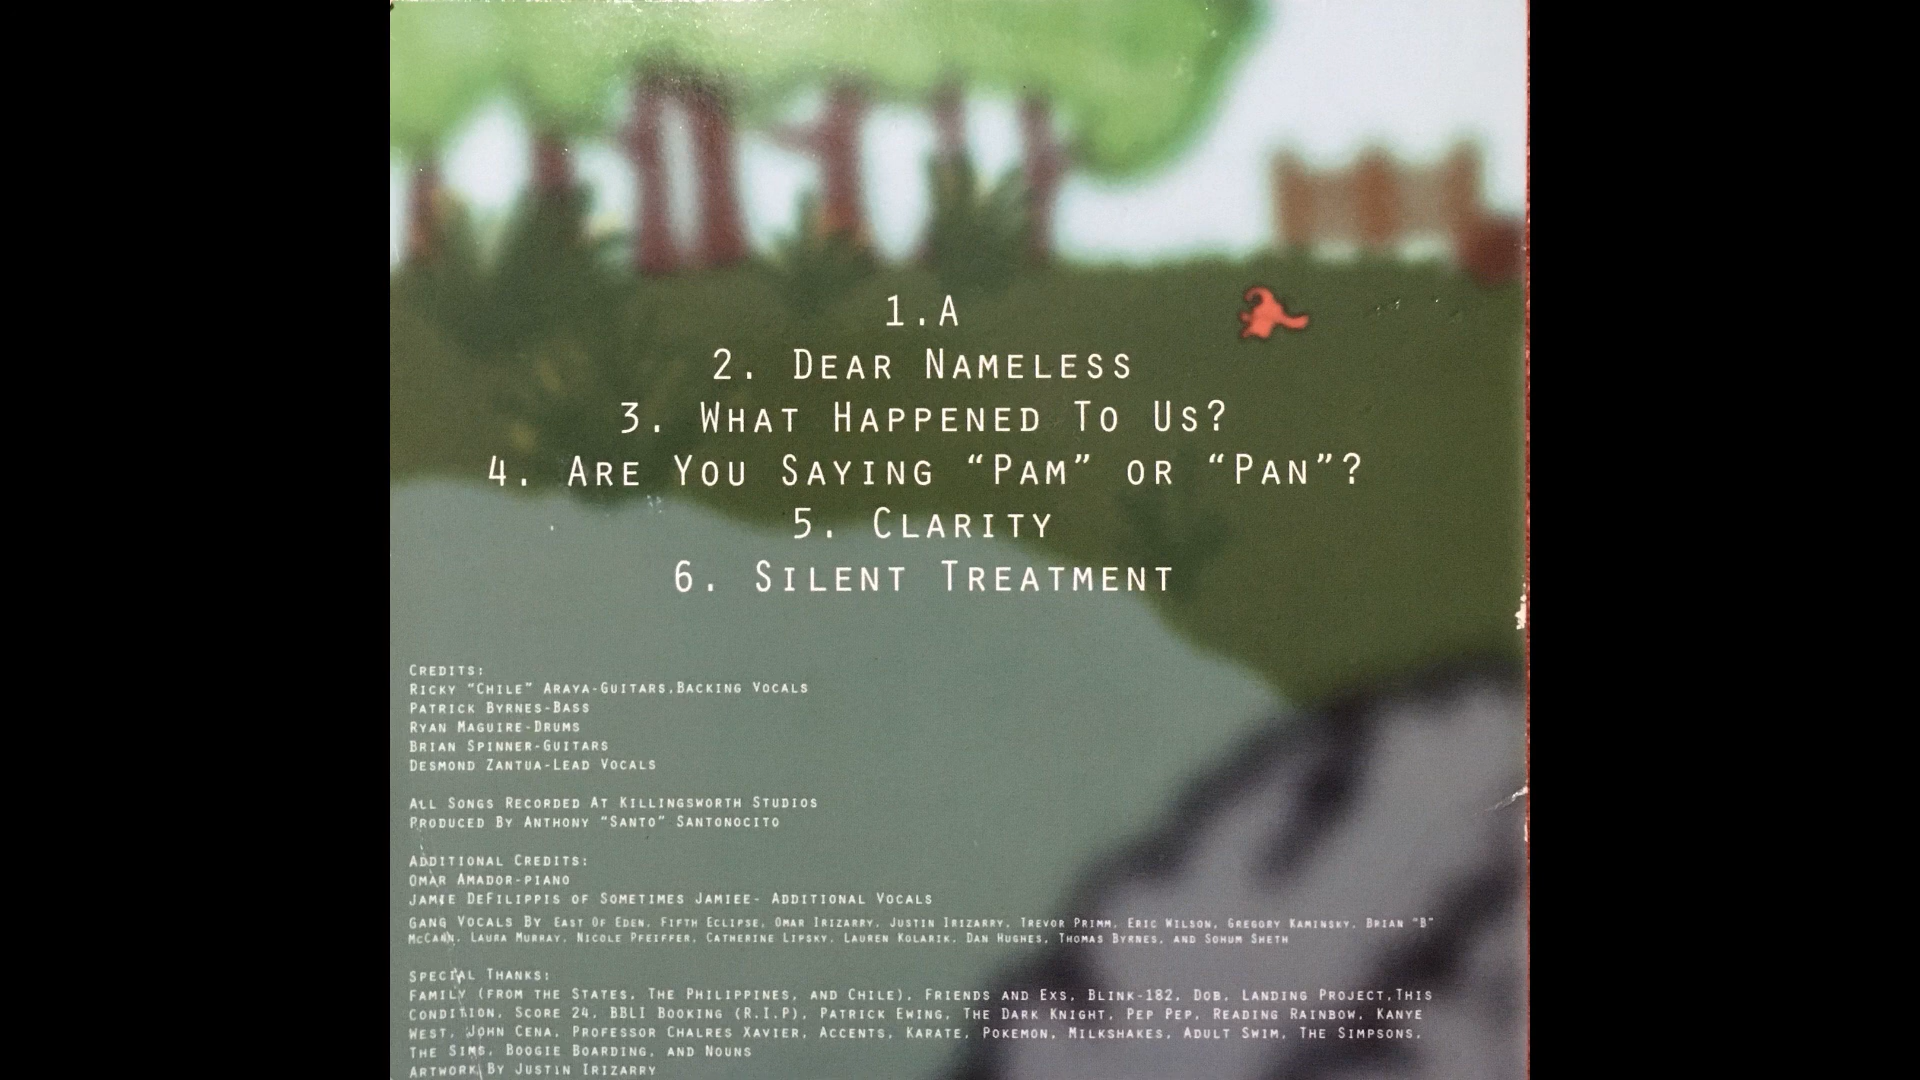 1.A
2. Dear Nameless
3. What Happened To Us?
4. Are You Saying “Pam” or “Pan”?
5. Clarity
6. Silent Treatment
Credits:
Ricky “Chile” Araya-Guitars,Backing Vocals
Patrick Byrnes-Bass
Ryan Maguire-Drums
Brian Spinner-Guitars
Desmond Zantua-Lead Vocals
All Songs Recorded At Killingsworth Studios
Produced By Anthony “Santo” Santonocito
Additional Credits:
Omar Amador-piano
Jamie DeFilippis of Sometimes Jamiee- Additional Vocals
Gang Vocals By East Of Eden, Fifth Eclipse, Omar Irizarry, Justin Irizarry, Trevor Primm, Eric Wilson, Gregory Kaminsky, Brian “B”
McCann, Laura Murray, Nicole Pfeiffer, Catherine Lipsky, Lauren Kolarik, Dan Hughes, Thomas Byrnes, and Sohum Sheth
Special Thanks:
Family (from the States, The Philippines, and Chile), Friends and Exs, Blink-182, Dob, Landing Project,This
Condition, Score 24, BBLI Booking (R.I.P), Patrick Ewing, The Dark Knight, Pep Pep, Reading Rainbow, Kanye
West, John Cena, Professor Chalres Xavier, Accents, Karate, Pokemon, Milkshakes, Adult Swim, The Simpsons,
The Sims, Boogie Boarding, and Nouns
Artwork By Justin Irizarry